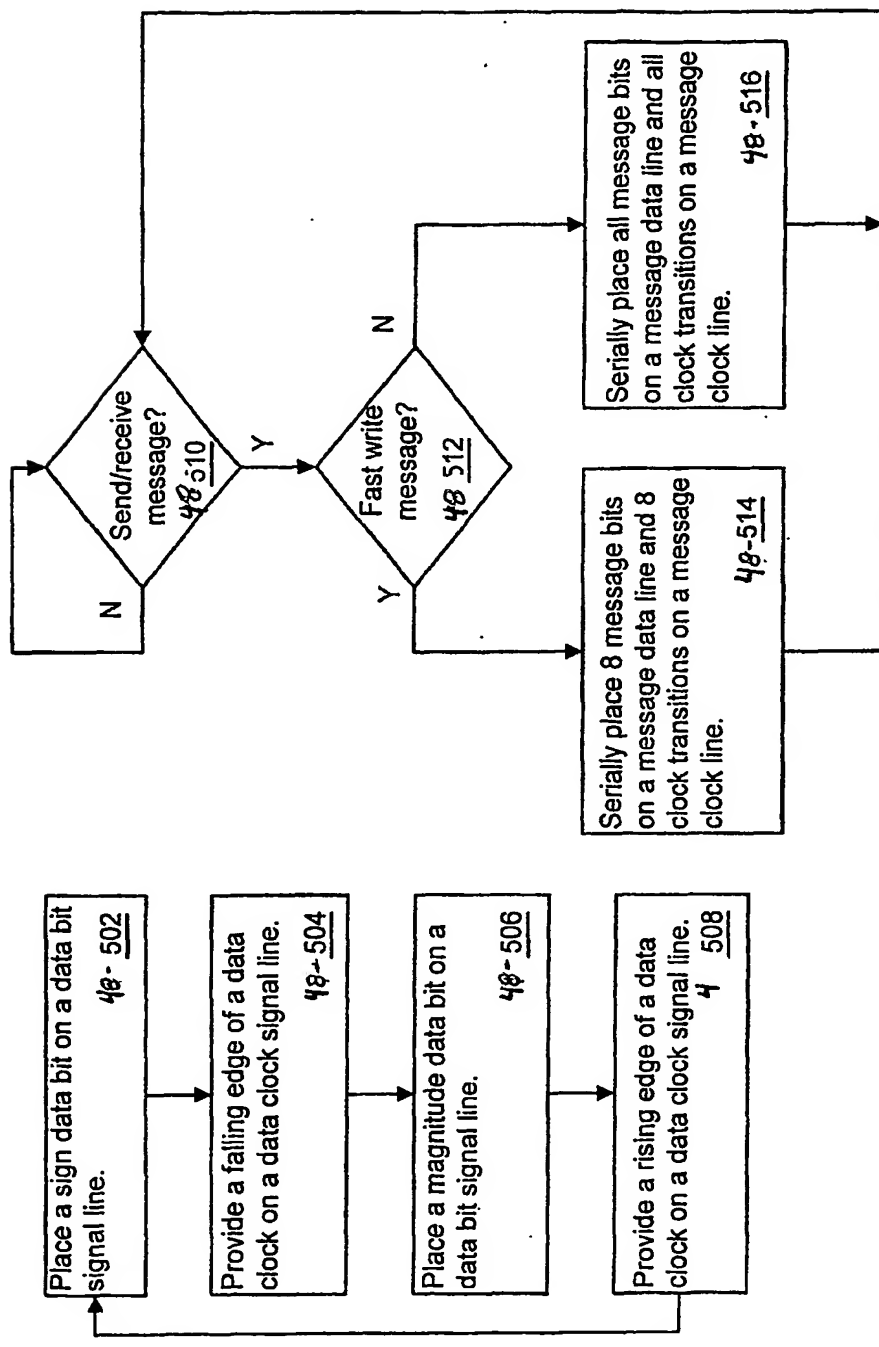 Place a sign data bit on a data bit
signal line.
48-502
Provide a falling edge of a data
clock on a data clock signal line.
48-504
Place a magnitude data bit on a
data bit signal line.
48-506
Provide a rising edge of a data
clock on a data clock signal line.
4 508
Send/receive
message?
48 510
N
Y
Fast write
message?
48 512
Y
N
Serially place 8 message bits
on a message data line and 8
clock transitions on a message
clock line.
48-514
Serially place all message bits
on a message data line and all
clock transitions on a message
clock line.
48-516